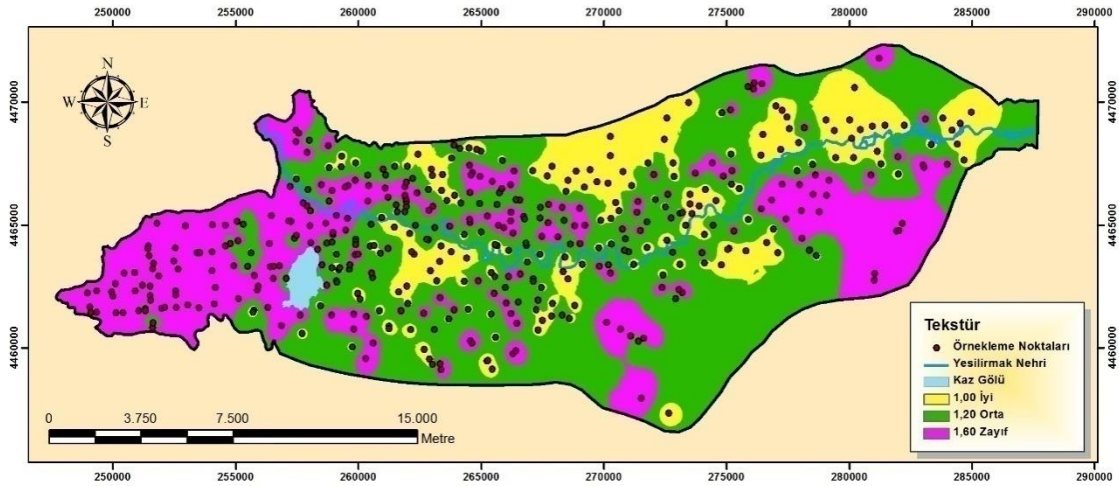 250000 255000 260000 265000 270000 275000 280000 285000 290000
N
W E
S
4470000 4470000
4465000 4465000
4460000 4460000
Tekstür
Örnekleme Noktaları
Yesilirmak Nehri
Kaz Gölü
1,00 İyi
1,20 Orta
1,60 Zayıf
0 3.750 7.500 15.000
Metre
250000 255000 260000 265000 270000 275000 280000 285000 290000